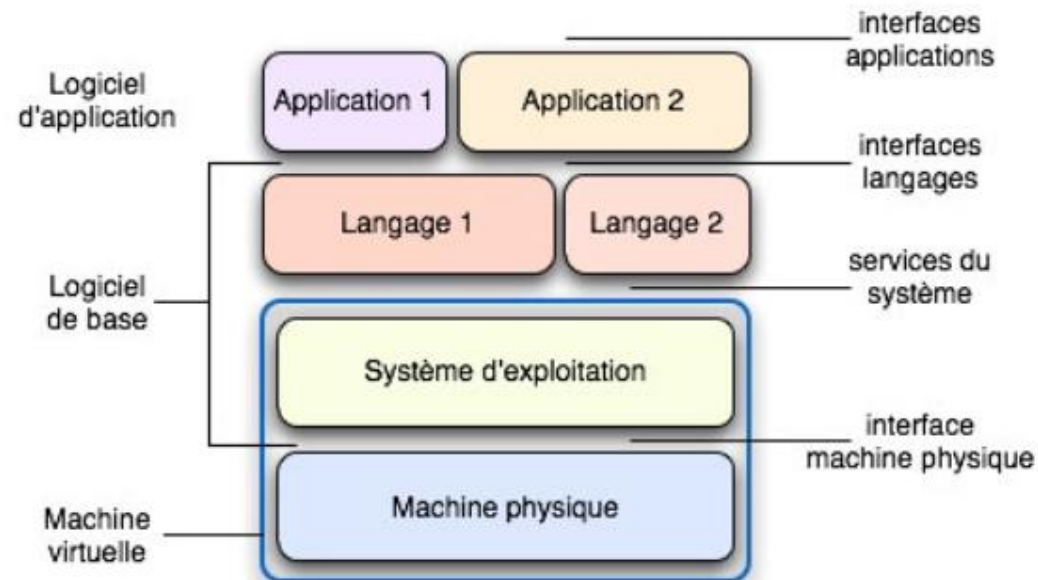 interfaces
applications
Logiciel
d'application
Application 1
Application 2
interfaces
langages
Langage 1
Langage 2
services du
système
Logiciel
de base
Système d'exploitation
interface
machine physique
Machine physique
Machine
virtuelle